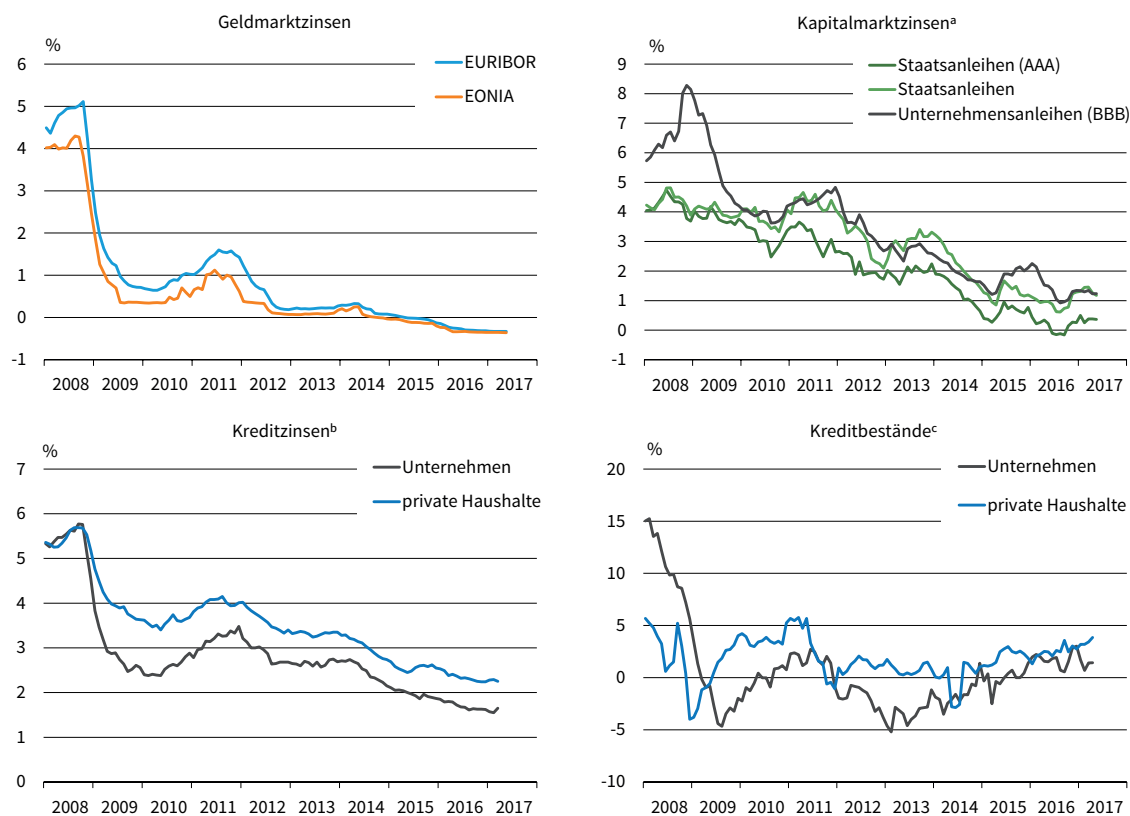 Geldmarktzinsen
%
EURIBOR
EONIA
6
5
4
3
2
1
0
-1
2008 2009 2010 2011 2012 2013 2014 2015 2016 2017
Kapitalmarktzinsenᵃ
%
Staatsanleihen (AAA)
Staatsanleihen
Unternehmensanleihen (BBB)
9
8
7
6
5
4
3
2
1
0
-1
2008 2009 2010 2011 2012 2013 2014 2015 2016 2017
Kreditzinsenᵇ
%
Unternehmen
private Haushalte
7
6
5
4
3
2
1
0
2008 2009 2010 2011 2012 2013 2014 2015 2016 2017
Kreditbeständeᶜ
%
Unternehmen
private Haushalte
20
15
10
5
0
-5
-10
2008 2009 2010 2011 2012 2013 2014 2015 2016 2017